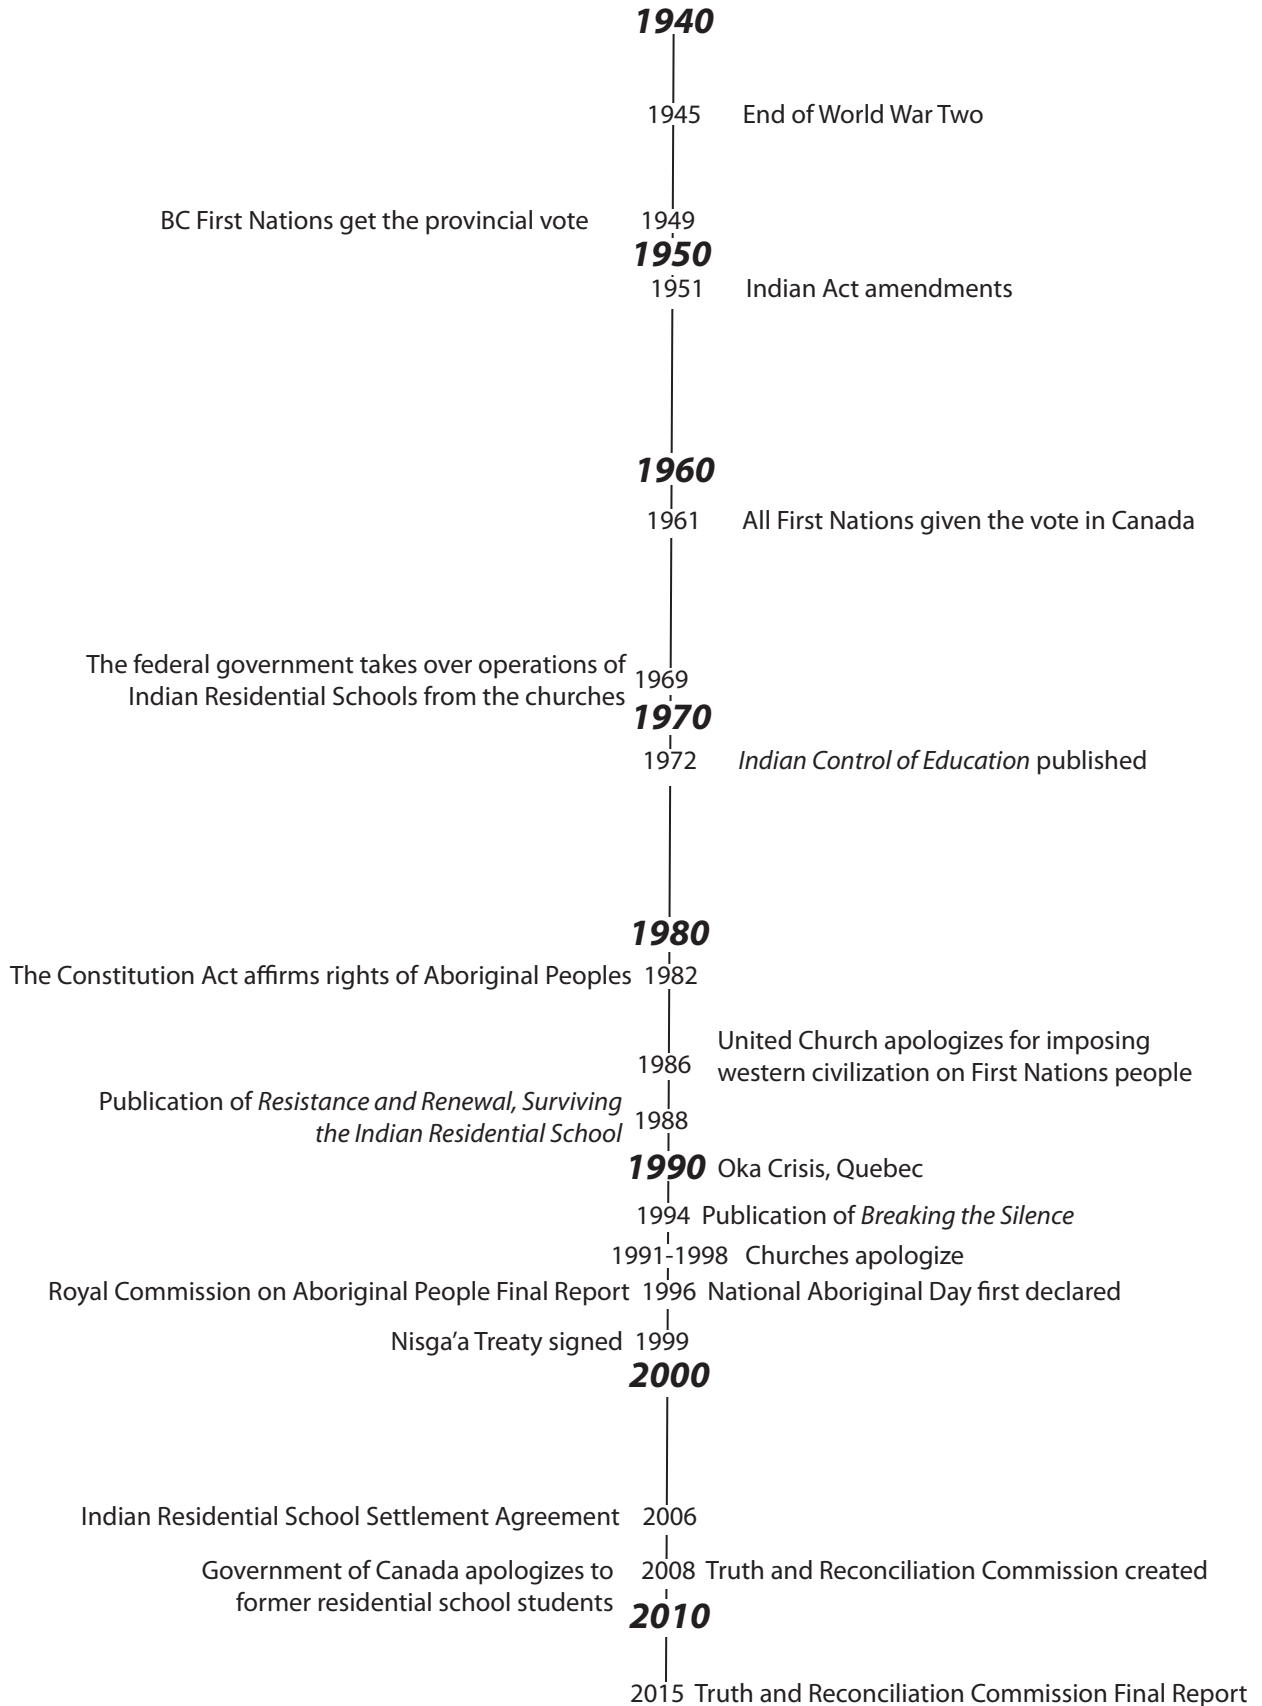 1940
1945 End of World War Two
BC First Nations get the provincial vote 1949
1950
1951 Indian Act amendments
1960
1961 All First Nations given the vote in Canada
The federal government takes over operations of
Indian Residential Schools from the churches
1969
1970
1972 Indian Control of Education published
1980
The Constitution Act affirms rights of Aboriginal Peoples 1982
1986
United Church apologizes for imposing
western civilization on First Nations people
Publication of Resistance and Renewal, Surviving
the Indian Residential School
1988
1990 Oka Crisis, Quebec
1994 Publication of Breaking the Silence
1991-1998 Churches apologize
Royal Commission on Aboriginal People Final Report 1996 National Aboriginal Day first declared
Nisga’a Treaty signed 1999
2000
Indian Residential School Settlement Agreement 2006
Government of Canada apologizes to
former residential school students
2008 Truth and Reconciliation Commission created
2010
2015 Truth and Reconciliation Commission Final Report